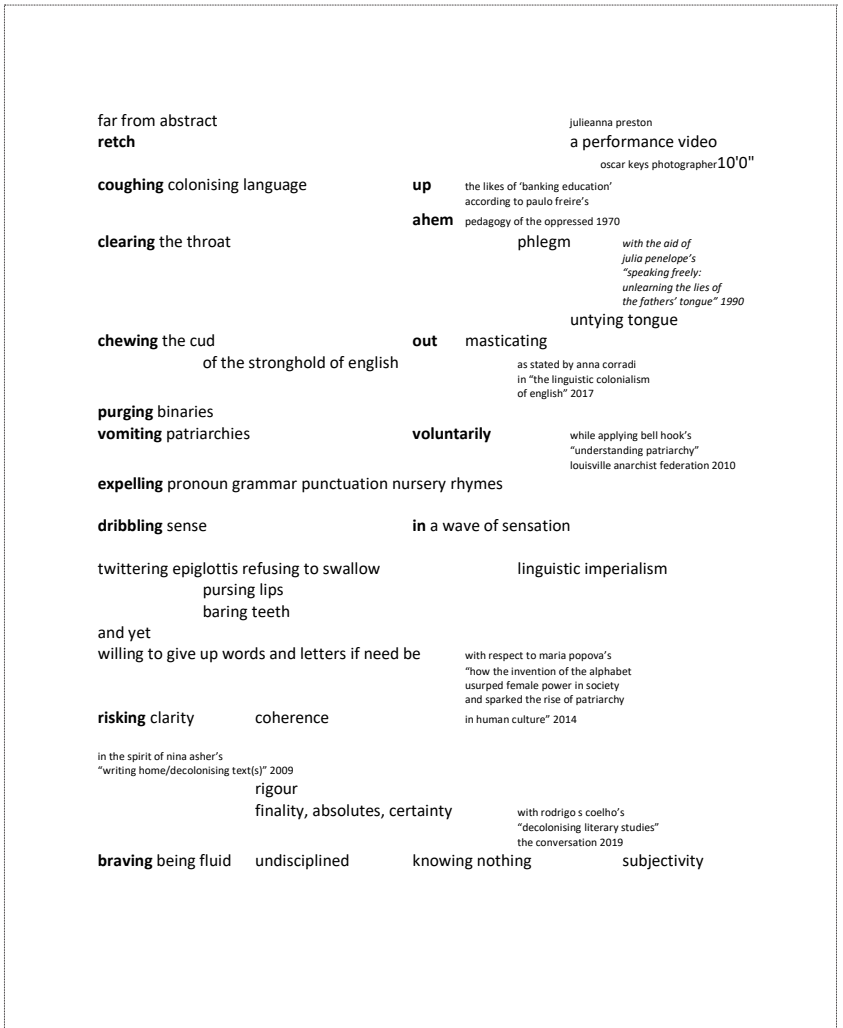 far from abstract julieanna preston
retch a performance video
oscar keys photographer10'0"
coughing colonising language up the likes of ‘banking education’
according to paulo freire’s
ahem pedagogy of the oppressed 1970
clearing the throat phlegm with the aid of
julia penelope’s
“speaking freely:
unlearning the lies of
the fathers’ tongue” 1990
untying tongue
chewing the cud out masticating
of the stronghold of english as stated by anna corradi
in “the linguistic colonialism
of english” 2017
purging binaries
vomiting patriarchies voluntarily while applying bell hook’s
“understanding patriarchy”
louisville anarchist federation 2010
expelling pronoun grammar punctuation nursery rhymes
dribbling sense in a wave of sensation
twittering epiglottis refusing to swallow linguistic imperialism
pursing lips
baring teeth
and yet
willing to give up words and letters if need be with respect to maria popova’s
“how the invention of the alphabet
usurped female power in society
and sparked the rise of patriarchy
risking clarity coherence in human culture” 2014
in the spirit of nina asher’s
“writing home/decolonising text(s)” 2009
rigour
finality, absolutes, certainty with rodrigo s coelho’s
“decolonising literary studies”
the conversation 2019
braving being fluid undisciplined knowing nothing subjectivity